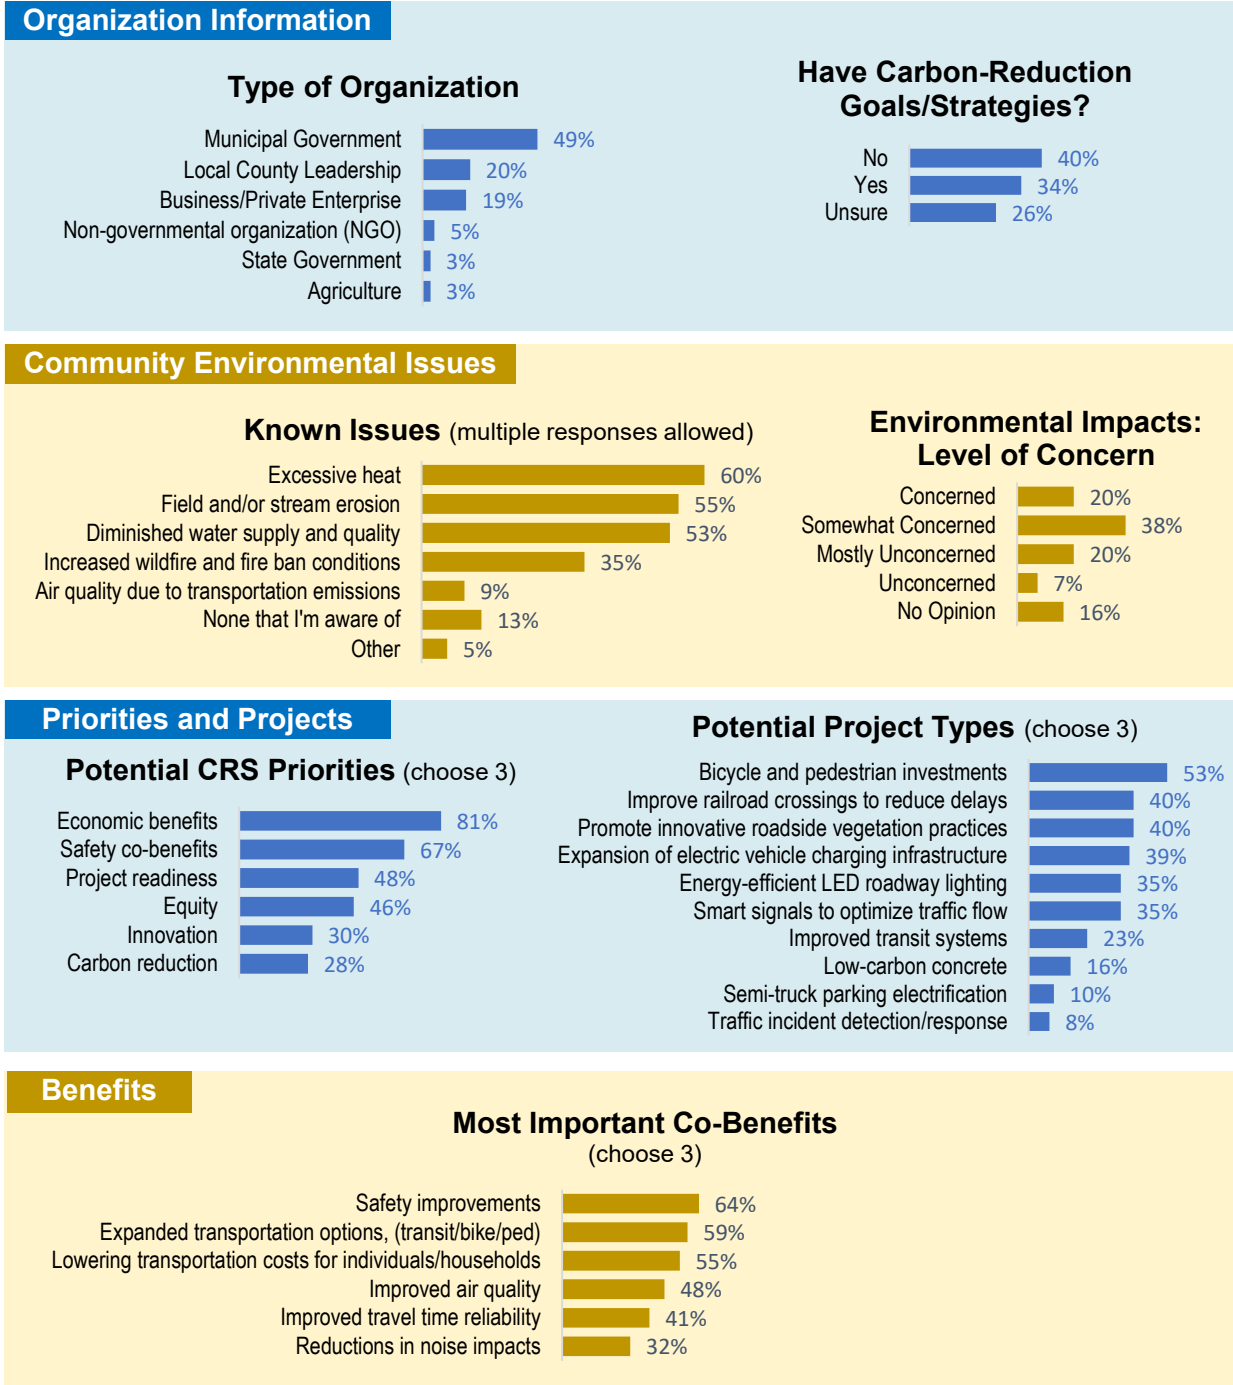 Organization Information
Type of Organization
Municipal Government 49%
Local County Leadership 20%
Business/Private Enterprise 19%
Non-governmental organization (NGO) 5%
State Government 3%
Agriculture 3%
Have Carbon-Reduction
Goals/Strategies?
No 40%
Yes 34%
Unsure 26%
Community Environmental Issues
Known Issues (multiple responses allowed)
Excessive heat 60%
Field and/or stream erosion 55%
Diminished water supply and quality 53%
Increased wildfire and fire ban conditions 35%
Air quality due to transportation emissions 9%
None that I'm aware of 13%
Other 5%
Environmental Impacts:
Level of Concern
Concerned 20%
Somewhat Concerned 38%
Mostly Unconcerned 20%
Unconcerned 7%
No Opinion 16%
Priorities and Projects
Potential CRS Priorities (choose 3)
Economic benefits 81%
Safety co-benefits 67%
Project readiness 48%
Equity 46%
Innovation 30%
Carbon reduction 28%
Potential Project Types (choose 3)
Bicycle and pedestrian investments 53%
Improve railroad crossings to reduce delays 40%
Promote innovative roadside vegetation practices 40%
Expansion of electric vehicle charging infrastructure 39%
Energy-efficient LED roadway lighting 35%
Smart signals to optimize traffic flow 35%
Improved transit systems 23%
Low-carbon concrete 16%
Semi-truck parking electrification 10%
Traffic incident detection/response 8%
Benefits
Most Important Co-Benefits
(choose 3)
Safety improvements 64%
Expanded transportation options, (transit/bike/ped) 59%
Lowering transportation costs for individuals/households 55%
Improved air quality 48%
Improved travel time reliability 41%
Reductions in noise impacts 32%